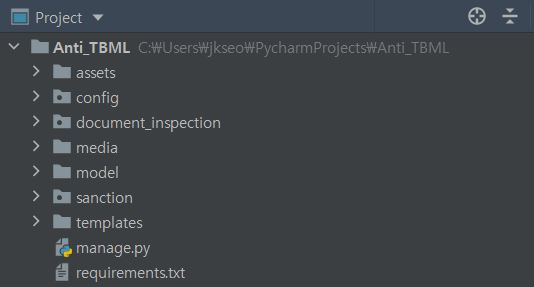 Project
Anti_TBML C:₩Users₩jkseo₩PycharmProjects₩Anti_TBML
assets
config
document_inspection
media
model
sanction
templates
manage.py
requirements.txt